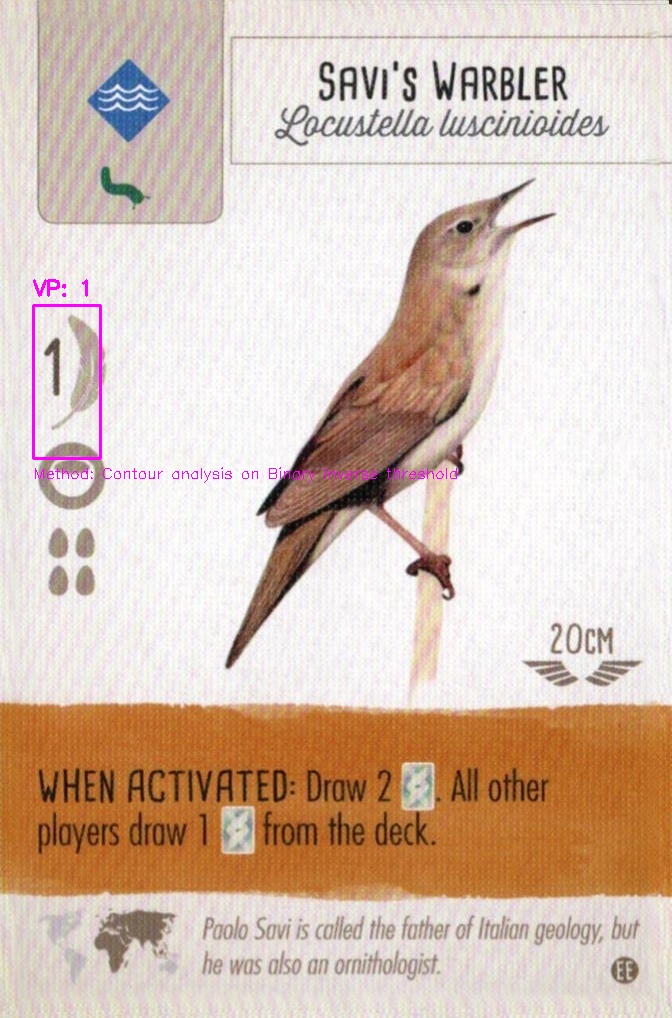 SAVI'S WARBLER
Locustella luscinioides
VP: 1
1
Method: Contour analysis on Binary Inverse threshold
20CM
WHEN ACTIVATED: Draw 2 . All other
players draw 1 from the deck.
Paolo Savi is called the father of Italian geology, but
he was also an ornithologist.
EE